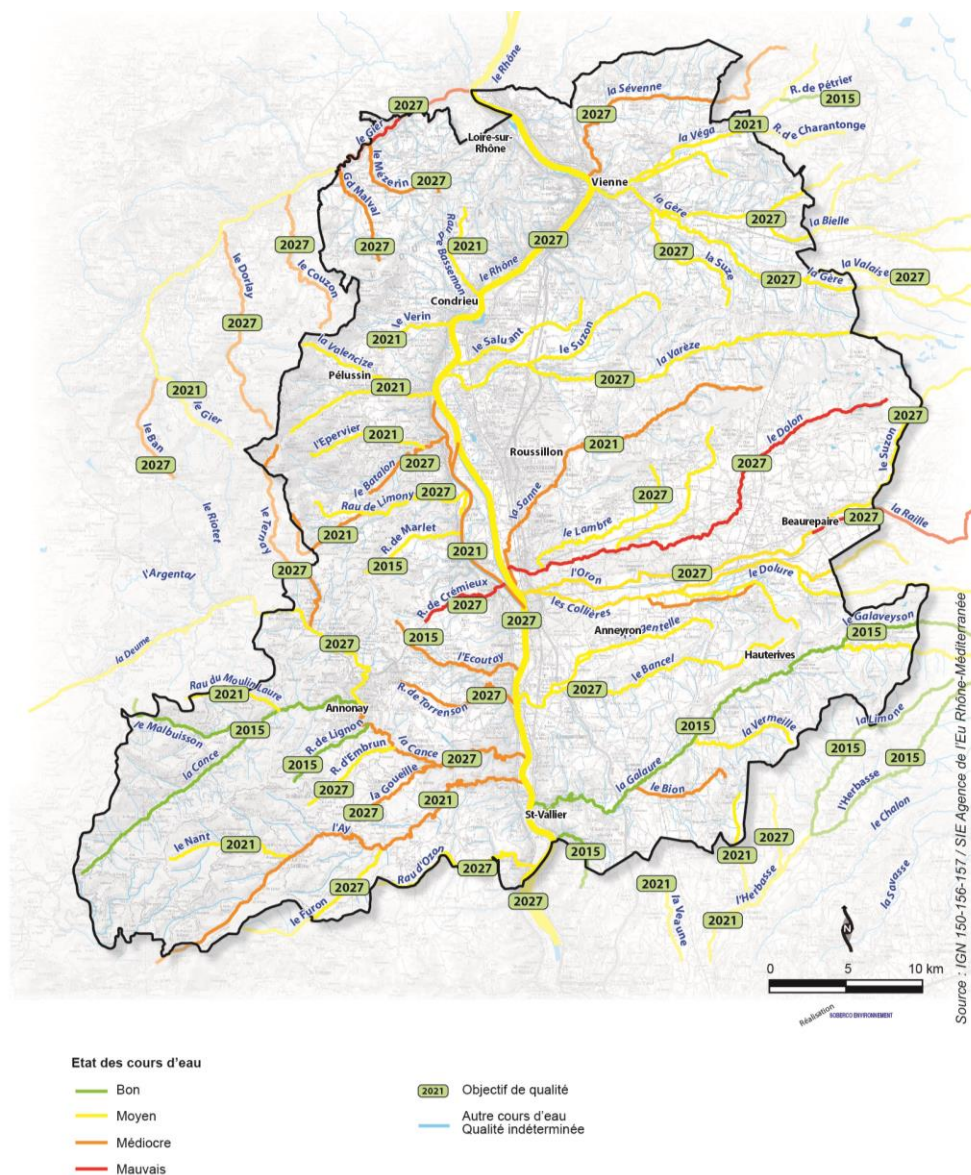 le Rhône
la Sévenne
R. de Pétrier
2015
2027
2027
2021
le Gier
Loire-sur-
Rhône
la Véga
R. de Charantonge
le Mézerin
2027
Vienne
Gd Malval
la Gère
2027
la Bielle
2027
2027
2021
2027
2027
Rau de Bassemon
la Suze
la Valaise
2027
le Dorlay
le Couzon
le Rhône
la Gère
2027
Condrieu
le Verin
2027
2021
le Saluant
le Suzon
la Varèze
la Valencize
Pélussin
2021
2027
2021
le Gier
le Dolon
2027
l'Epervier
2021
2021
le Ban
2027
Roussillon
le Suzon
le Batalon
2027
2027
Rau de Limony
2027
2027
la Sanne
le Riotet
le Ternay
le Lambre
Beaurepaire
2027
la Raille
2021
R. de Marlet
2021
2015
l'Argental
2027
l'Oron
2027
le Dolure
R. de Crémieux
2027
les Collières
2027
2015
Anneyron
le Galaveyson
2015
2027
l'Ecoutay
Hauterives
la Deume
le Bancel
2027
Rau du Moulin Laure
2021
R. de Torrenson
2027
Annonay
le Malbuisson
2015
R. de Lignon
2015
la Vermeille
la Limone
la Cance
la Cance
2027
2015
2015
2015
R. d'Embrun
2027
la Goueille
2027
2021
la Galaure
le Bion
l'Herbasse
le Chalon
St-Vallier
l'Ay
le Nant
2021
2015
2027
2021
Rau d'Ozon
2027
2027
2027
2021
la Savasse
le Furon
la Veaune
l'Herbasse
2021
N
0 5 10 km
Réalisation
SOBERCO ENVIRONNEMENT
Source : IGN 150-156-157 / SIE Agence de l'Eu Rhône-Méditerranée
Etat des cours d'eau
Bon
Moyen
Médiocre
Mauvais
2021 Objectif de qualité
Autre cours d'eau
Qualité indéterminée